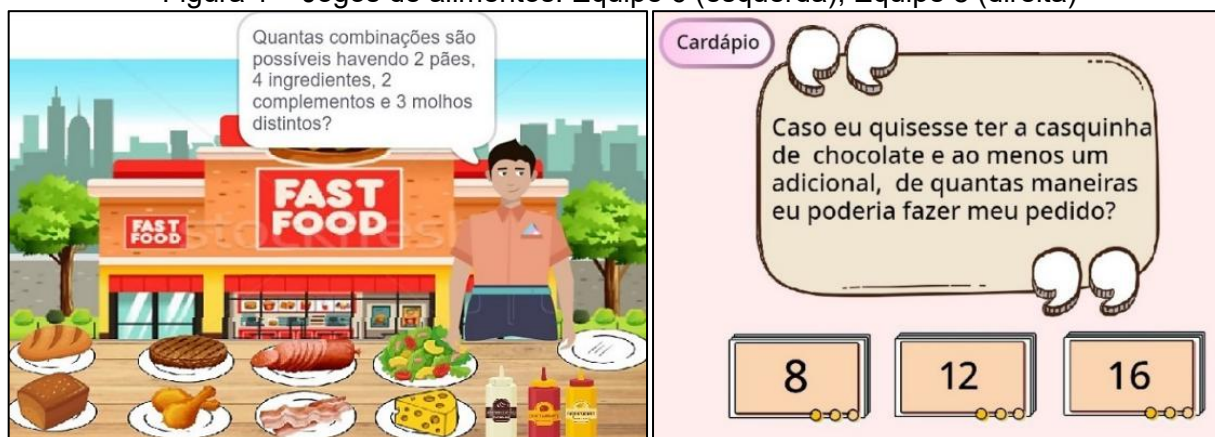 Figura 1 – Jogos de alimentos: Equipe 6 (esquerda), Equipe 8 (direita)
Quantas combinações são
possíveis havendo 2 pães,
4 ingredientes, 2
complementos e 3 molhos
distintos?
FAST
FOOD
FAST
FOOD
Cardápio
Caso eu quisesse ter a casquinha
de chocolate e ao menos um
adicional, de quantas maneiras
eu poderia fazer meu pedido?
8
12
16